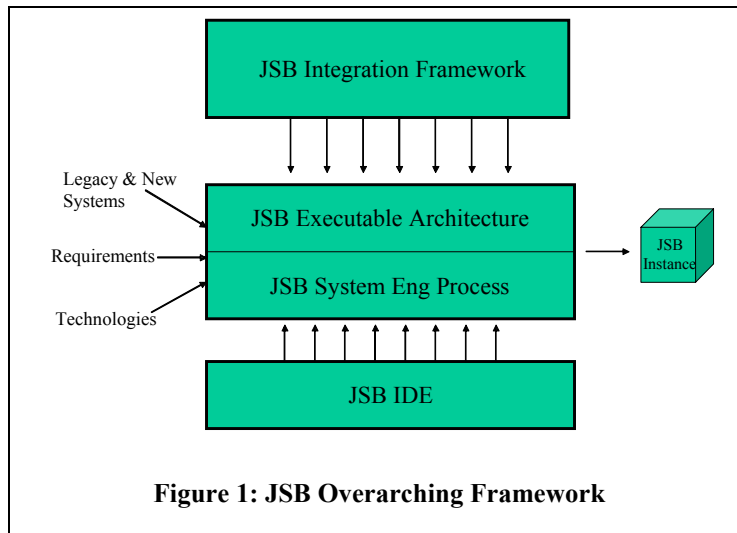 JSB Integration Framework
Legacy & New
Systems
JSB Executable Architecture
Requirements
JSB System Eng Process
Technologies
JSB
Instance
JSB IDE
Figure 1: JSB Overarching Framework